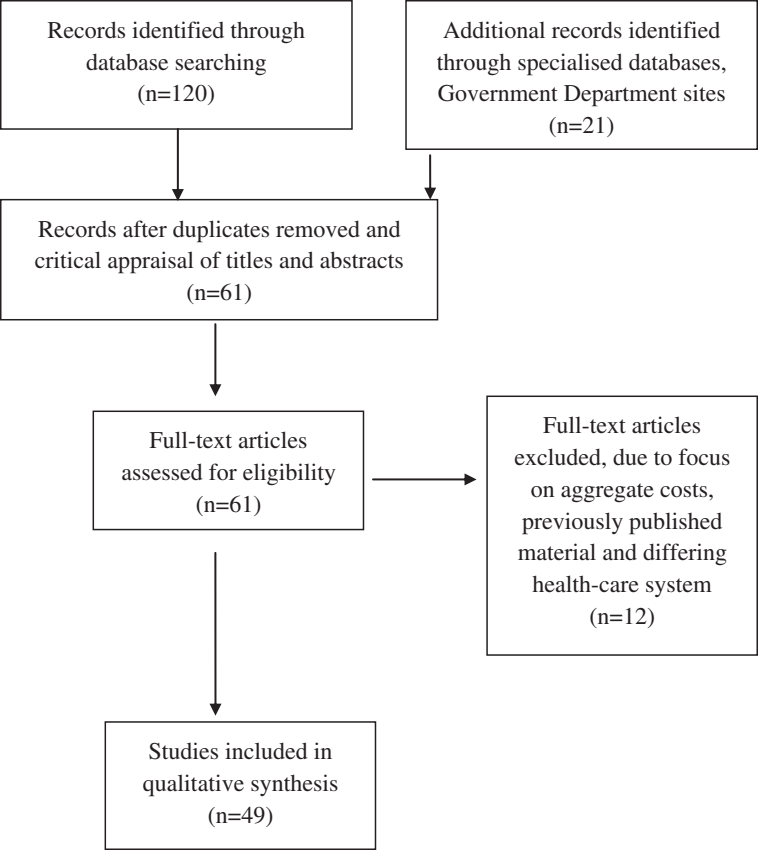 Records identified through
database searching
(n=120)
Additional records identified
through specialised databases,
Government Department sites
(n=21)
Records after duplicates removed and
critical appraisal of titles and abstracts
(n=61)
Full-text articles
assessed for eligibility
(n=61)
Full-text articles
excluded, due to focus
on aggregate costs,
previously published
material and differing
health-care system
(n=12)
Studies included in
qualitative synthesis
(n=49)